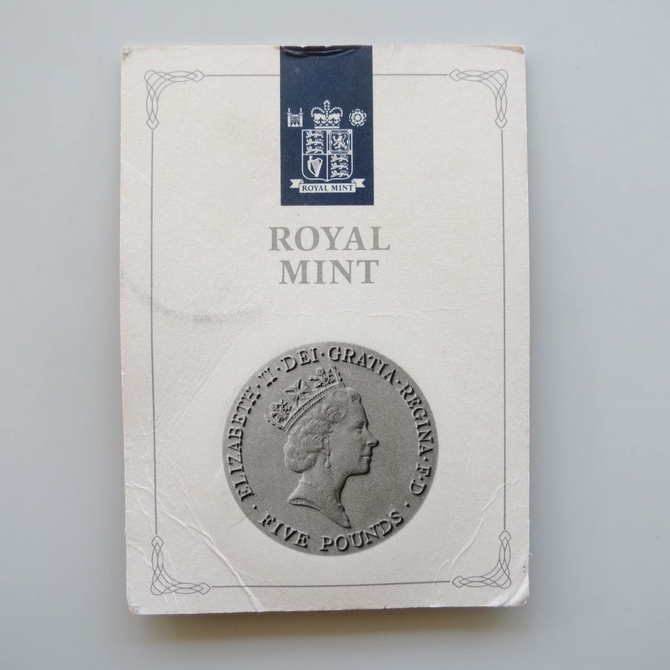 ROYAL MINT
ROYAL
MINT
ELIZABETH · II · DEI · GRATIA · REGINA · F · D ·
FIVE POUNDS ·